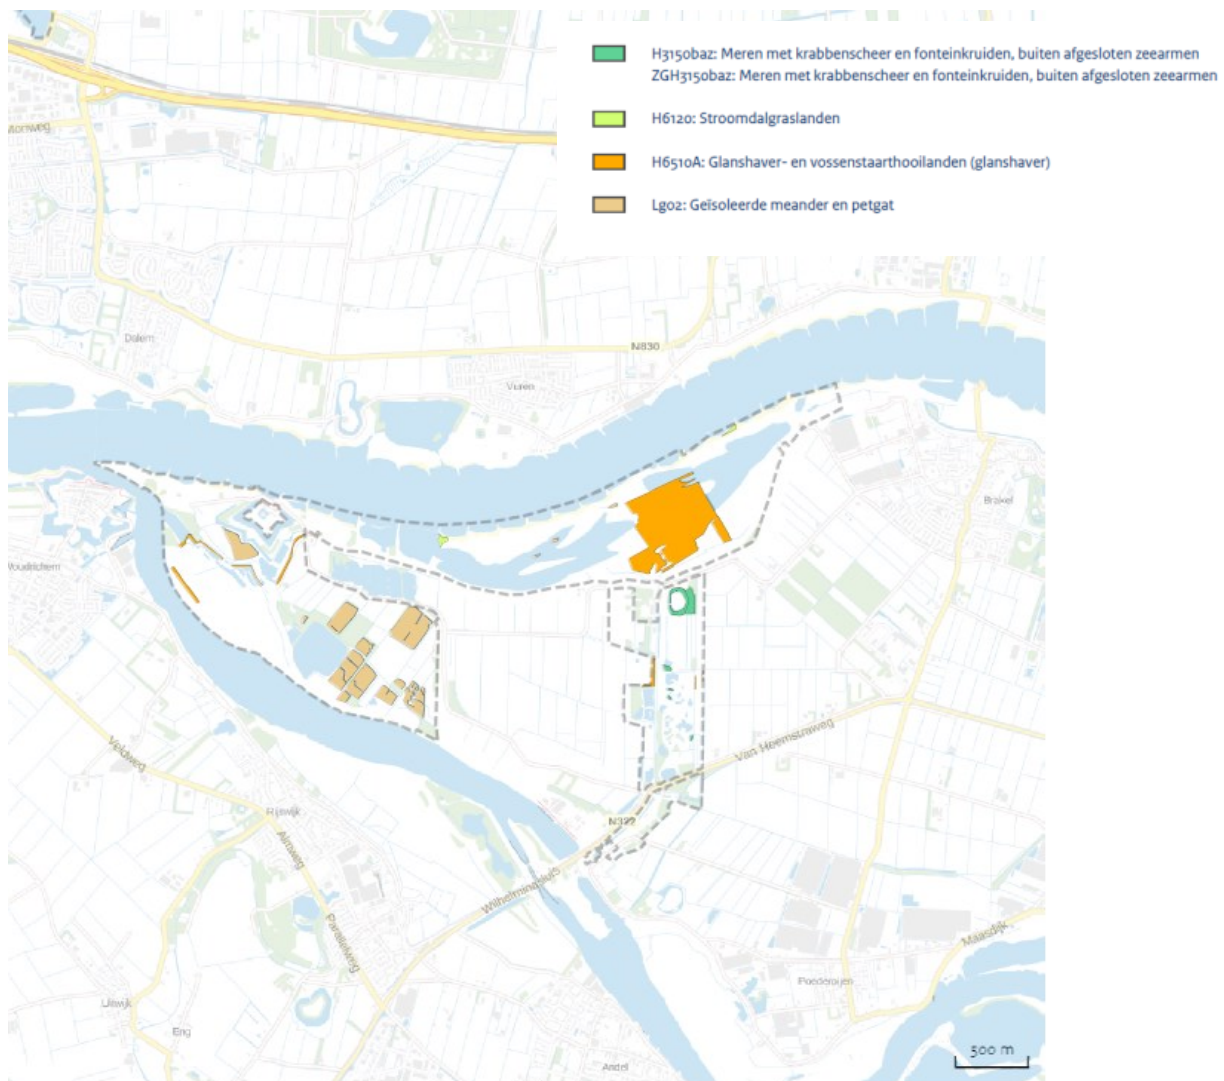 H3150baz: Meren met krabbenscheer en fonteinkruiden, buiten afgesloten zeearmen
ZGH3150baz: Meren met krabbenscheer en fonteinkruiden, buiten afgesloten zeearmen
H6120: Stroomdalgraslanden
H6510A: Glanshaver- en vossenstaarthooilanden (glanshaver)
Lg02: Geïsoleerde meander en petgat
Dalem
N830
Vuren
Brakel
Woudrichem
Veldweg
Van Heemstraweg
Rijswijk
N322
Almweg
Wilhelminasluis
Parallelweg
Maasdijk
Poederoijen
Uitwijk
Eng
Andel
500 m